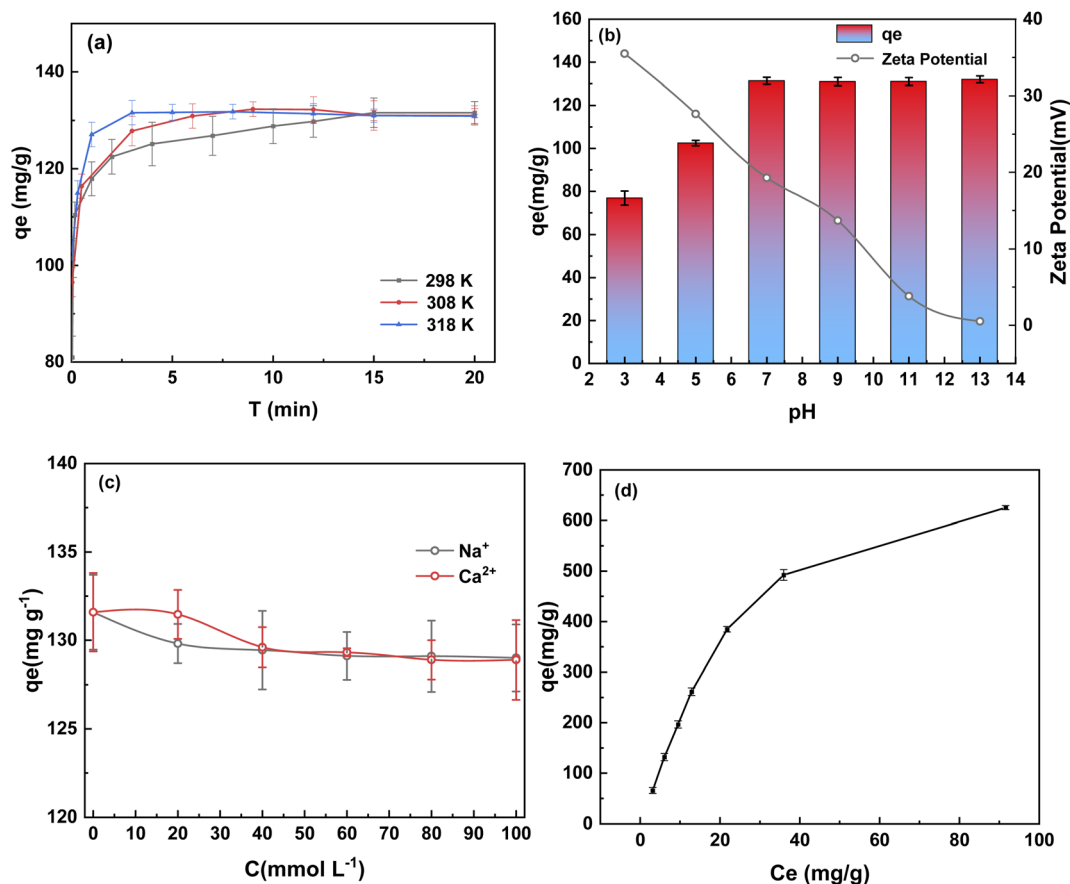 (a)
150
140
130
120
110
100
90
80
qe (mg/g)
298 K
308 K
318 K
0 5 10 15 20
T (min)
(b)
qe
Zeta Potential
160
140
120
100
80
60
40
20
0
qe(mg/g)
40
30
20
10
0
Zeta Potential(mV)
2 3 4 5 6 7 8 9 10 11 12 13 14
pH
(c)
140
135
130
125
120
qe(mg g⁻¹)
Na⁺
Ca²⁺
0 10 20 30 40 50 60 70 80 90 100
C(mmol L⁻¹)
(d)
700
600
500
400
300
200
100
0
qe(mg/g)
0 20 40 60 80 100
Ce (mg/g)